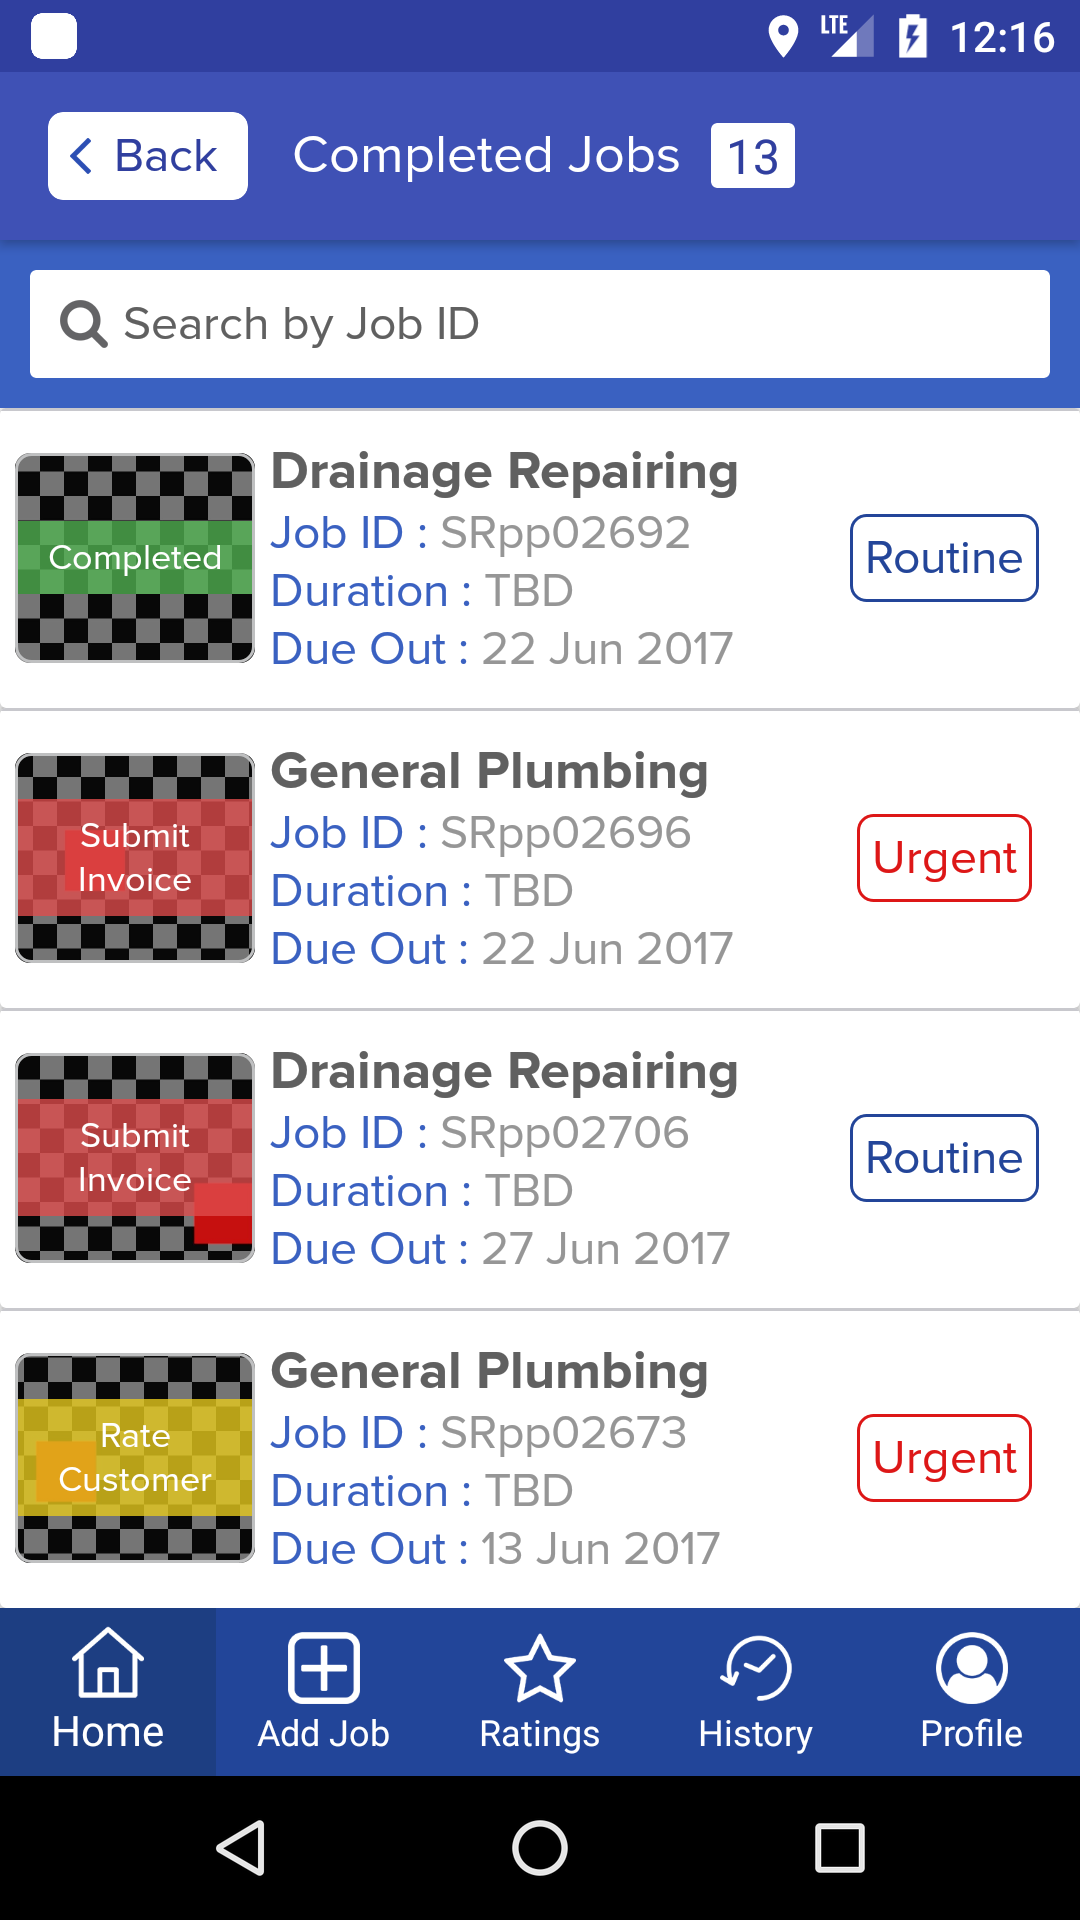 LTE 12:16
Back Completed Jobs 13
Search by Job ID
Drainage Repairing
Job ID : SRpp02692
Duration : TBD
Due Out : 22 Jun 2017
Completed
Routine
General Plumbing
Job ID : SRpp02696
Duration : TBD
Due Out : 22 Jun 2017
Submit
Invoice
Urgent
Drainage Repairing
Job ID : SRpp02706
Duration : TBD
Due Out : 27 Jun 2017
Submit
Invoice
Routine
General Plumbing
Job ID : SRpp02673
Duration : TBD
Due Out : 13 Jun 2017
Rate
Customer
Urgent
Home Add Job Ratings History Profile